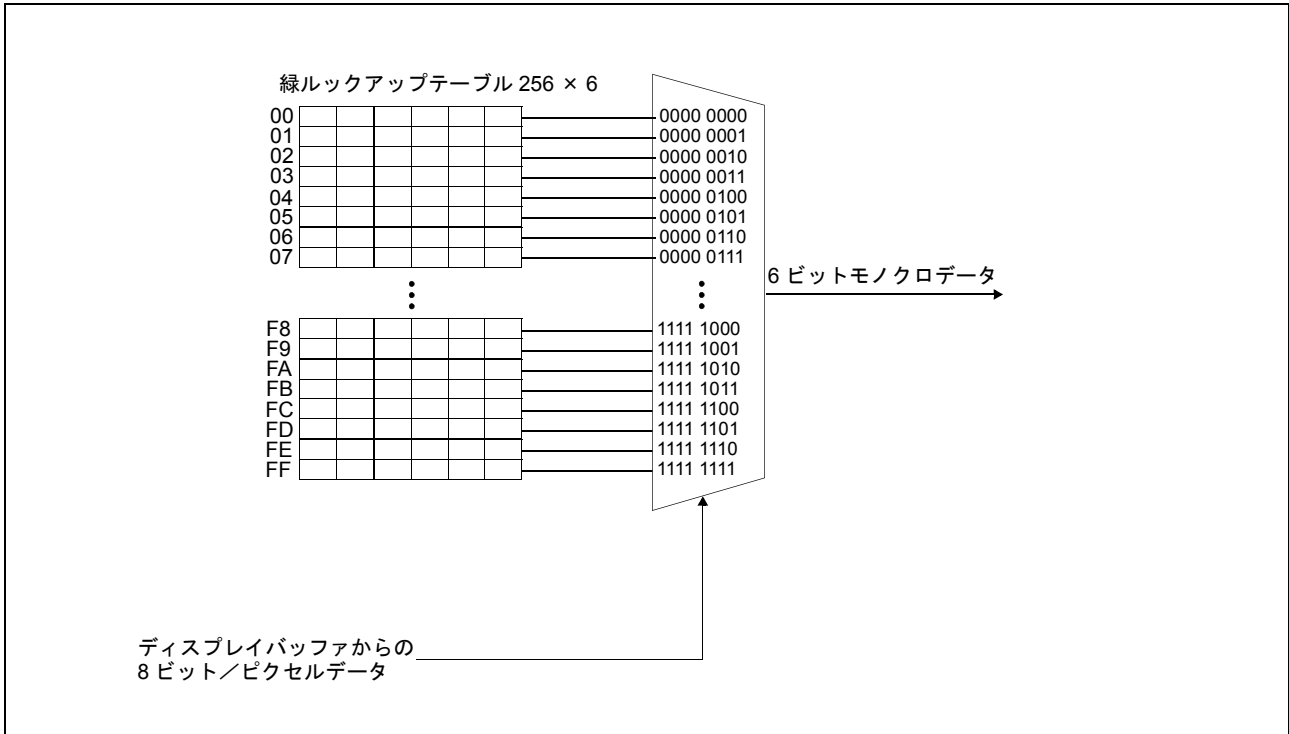 緑ルックアップテーブル 256 × 6
00 0000 0000
01 0000 0001
02 0000 0010
03 0000 0011
04 0000 0100
05 0000 0101
06 0000 0110
07 0000 0111
6 ビットモノクロデータ
F8 1111 1000
F9 1111 1001
FA 1111 1010
FB 1111 1011
FC 1111 1100
FD 1111 1101
FE 1111 1110
FF 1111 1111
ディスプレイバッファからの
8 ビット／ピクセルデータ